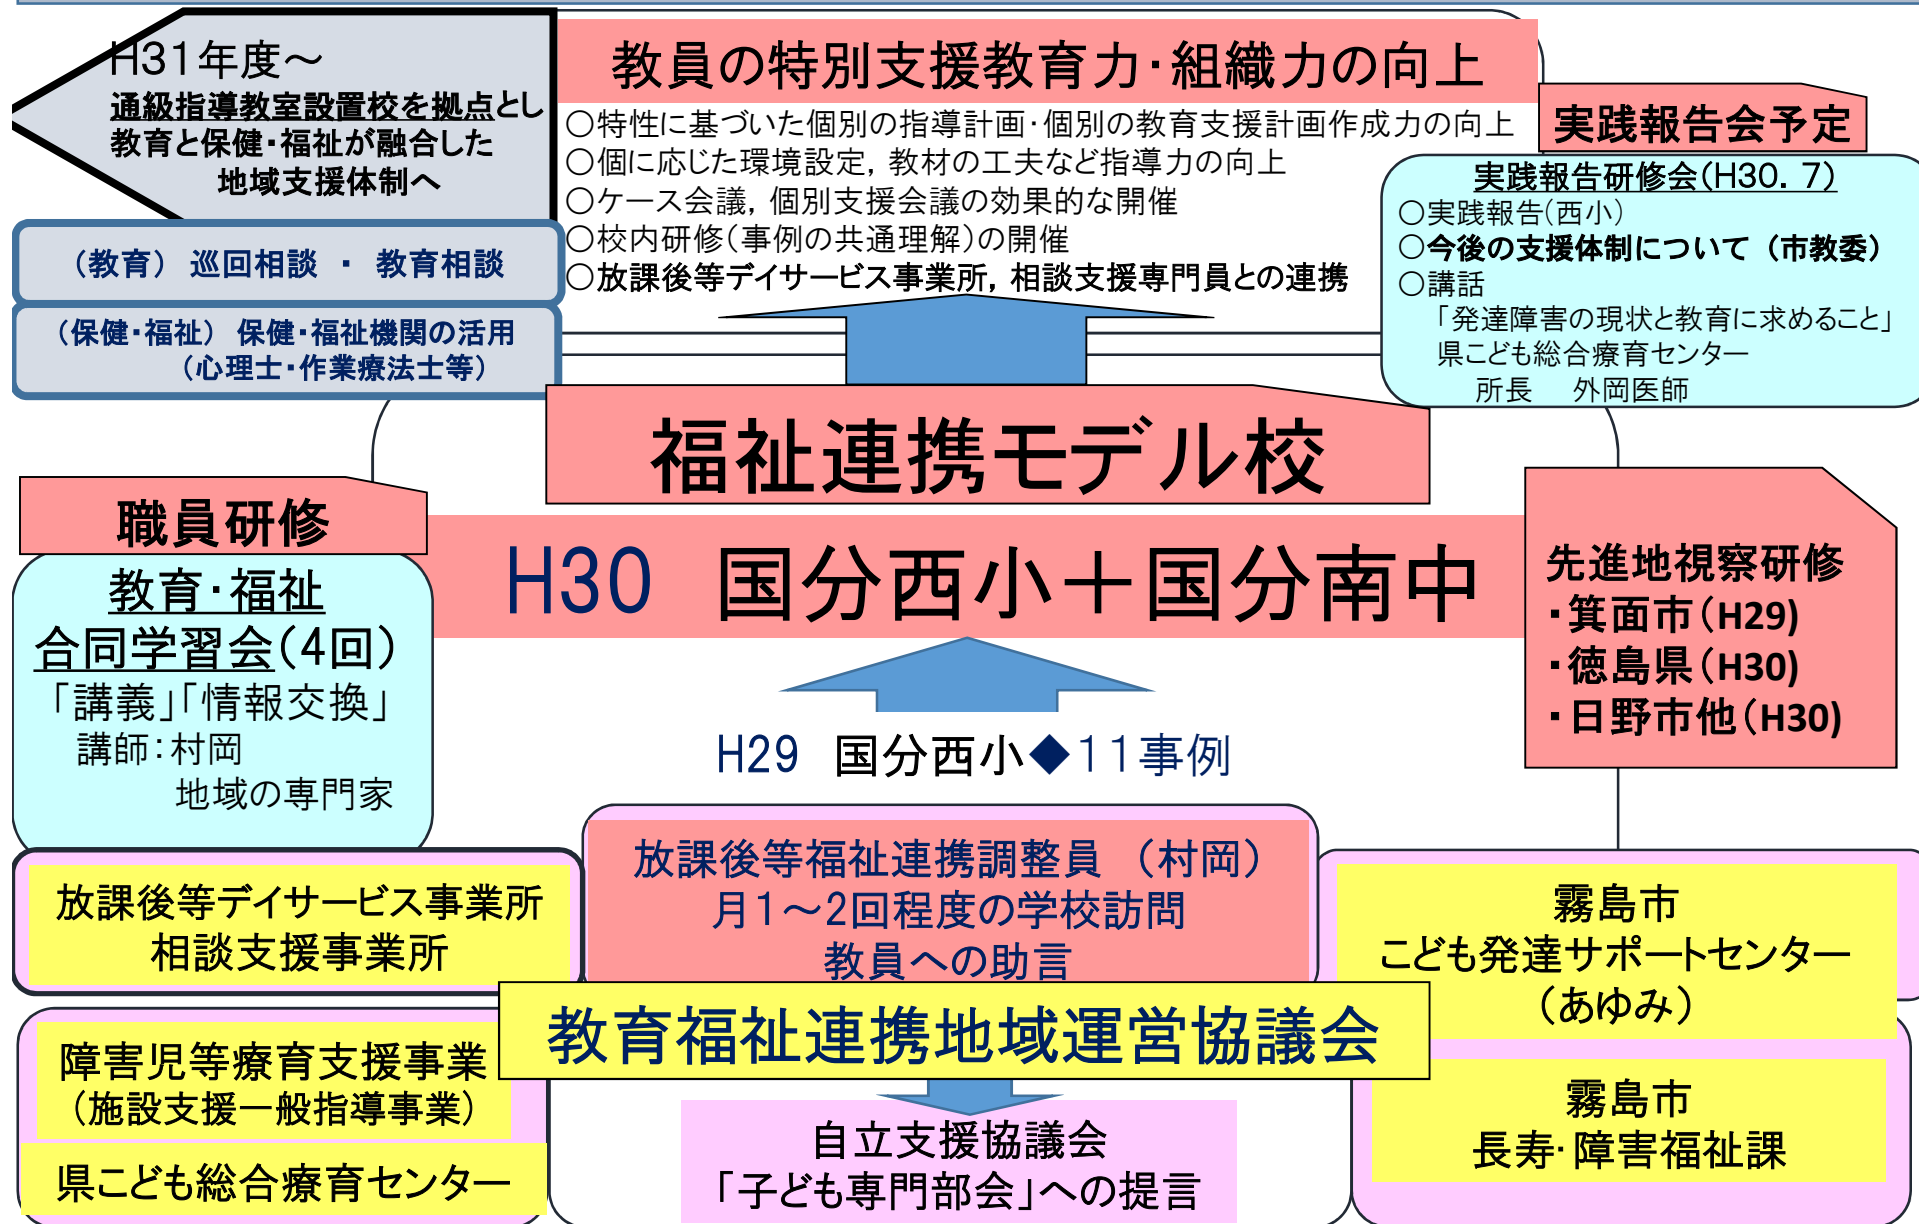 H31年度～
通級指導教室設置校を拠点とし
教育と保健・福祉が融合した
地域支援体制へ
（教育） 巡回相談 ・ 教育相談
（保健・福祉） 保健・福祉機関の活用
（心理士・作業療法士等）
教員の特別支援教育力・組織力の向上
○特性に基づいた個別の指導計画・個別の教育支援計画作成力の向上
○個に応じた環境設定，教材の工夫など指導力の向上
○ケース会議，個別支援会議の効果的な開催
○校内研修（事例の共通理解）の開催
○放課後等デイサービス事業所，相談支援専門員との連携
実践報告会予定
実践報告研修会（H30．7）
○実践報告（西小）
○今後の支援体制について（市教委）
○講話
「発達障害の現状と教育に求めること」
県こども総合療育センター
所長　外岡医師
福祉連携モデル校
職員研修
教育・福祉
合同学習会（4回）
「講義」「情報交換」
講師：村岡
地域の専門家
H30　国分西小＋国分南中
先進地視察研修
・箕面市（H29）
・徳島県（H30）
・日野市他（H30）
H29　国分西小◆11事例
放課後等福祉連携調整員 （村岡）
月1～2回程度の学校訪問
教員への助言
放課後等デイサービス事業所
相談支援事業所
霧島市
こども発達サポートセンター
（あゆみ）
教育福祉連携地域運営協議会
障害児等療育支援事業
（施設支援一般指導事業）
県こども総合療育センター
自立支援協議会
「子ども専門部会」への提言
霧島市
長寿・障害福祉課